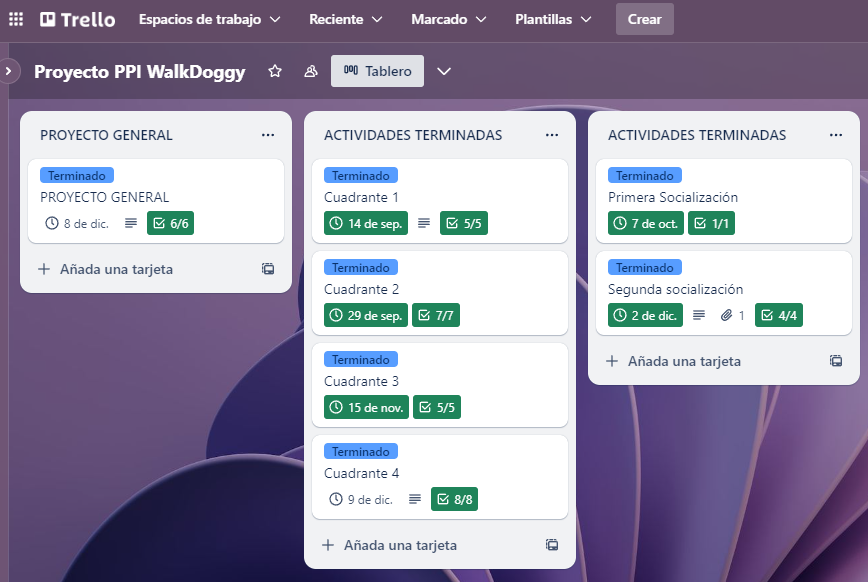 Trello Espacios de trabajo Reciente Marcado Plantillas Crear
Proyecto PPI WalkDoggy Tablero
PROYECTO GENERAL
Terminado
PROYECTO GENERAL
8 de dic. 6/6
Añada una tarjeta
ACTIVIDADES TERMINADAS
Terminado
Cuadrante 1
14 de sep. 5/5
Terminado
Cuadrante 2
29 de sep. 7/7
Terminado
Cuadrante 3
15 de nov. 5/5
Terminado
Cuadrante 4
9 de dic. 8/8
Añada una tarjeta
ACTIVIDADES TERMINADAS
Terminado
Primera Socialización
7 de oct. 1/1
Terminado
Segunda socialización
2 de dic. 1 4/4
Añada una tarjeta